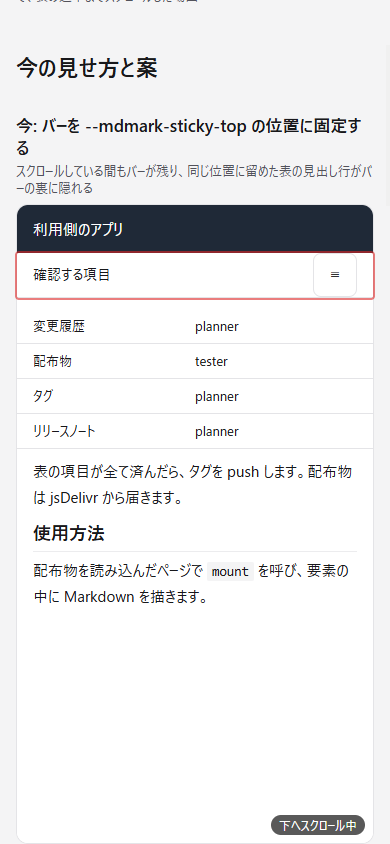 今の見せ方と案
今: バーを --mdmark-sticky-top の位置に固定す
る
スクロールしている間もバーが残り、同じ位置に留めた表の見出し行がバ
ーの裏に隠れる
利用側のアプリ
確認する項目 ≡
変更履歴 planner
配布物 tester
タグ planner
リリースノート planner
表の項目が全て済んだら、タグを push します。配布物
は jsDelivr から届きます。
使用方法
配布物を読み込んだページで mount を呼び、要素の
中に Markdown を描きます。
下へスクロール中